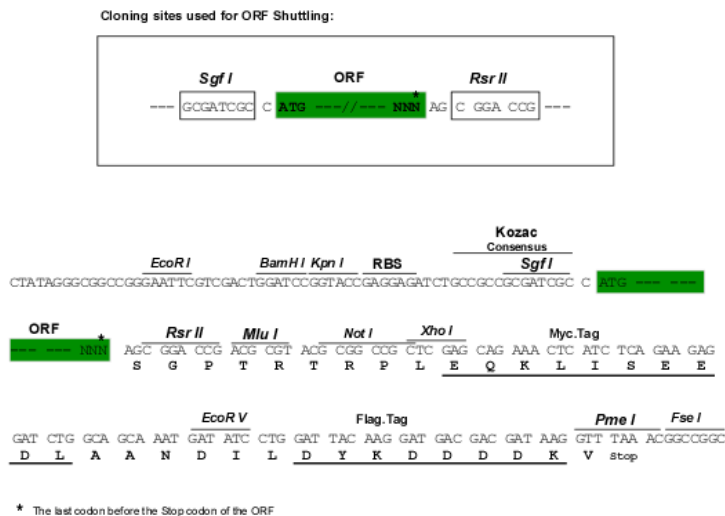 Cloning sites used for ORF Shuttling:
Sgf I ORF Rsr II
*
--- GCGATCGC C ATG ---//--- NNN AG C GGA CCG ---
Kozac
Consensus
EcoR I BamH I Kpn I RBS Sgf I
CTATAGGGCGGCCGGGAATTCGTCGACTGGATCCGGTACCGAGGAGATCTGCCGCCGCGATCGC C ATG --- ---
ORF * Rsr II Mlu I Not I Xho I Myc.Tag
--- --- NNN AGC GGA CCG ACG CGT ACG CGG CCG CTC GAG CAG AAA CTC ATC TCA GAA GAG
S G P T R T R P L E Q K L I S E E
EcoR V Flag.Tag Pme I Fse I
GAT CTG GCA GCA AAT GAT ATC CTG GAT TAC AAG GAT GAC GAC GAT AAG GTT TAA ACGGCCGGC
D L A A N D I L D Y K D D D D K V Stop
* The last codon before the Stop codon of the ORF